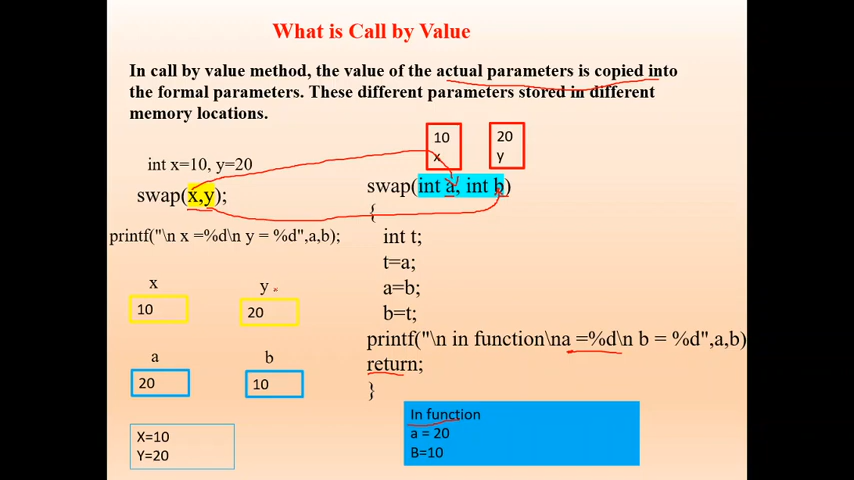 What is Call by Value
In call by value method, the value of the actual parameters is copied into
the formal parameters. These different parameters stored in different
memory locations.
10
x
20
y
int x=10, y=20
swap(x,y);
swap(int a, int b)
{
printf("\n x =%d\n y = %d",a,b);
int t;
t=a;
a=b;
b=t;
printf("\n in function\na =%d\n b = %d",a,b)
return;
}
x
y
10
20
a
b
20
10
X=10
Y=20
In function
a = 20
B=10